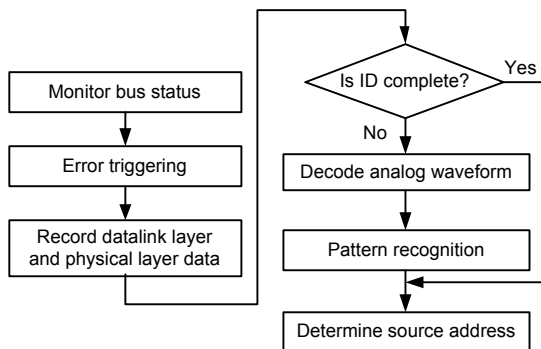 Monitor bus status
Error triggering
Record datalink layer
and physical layer data
Is ID complete?
Yes
No
Decode analog waveform
Pattern recognition
Determine source address